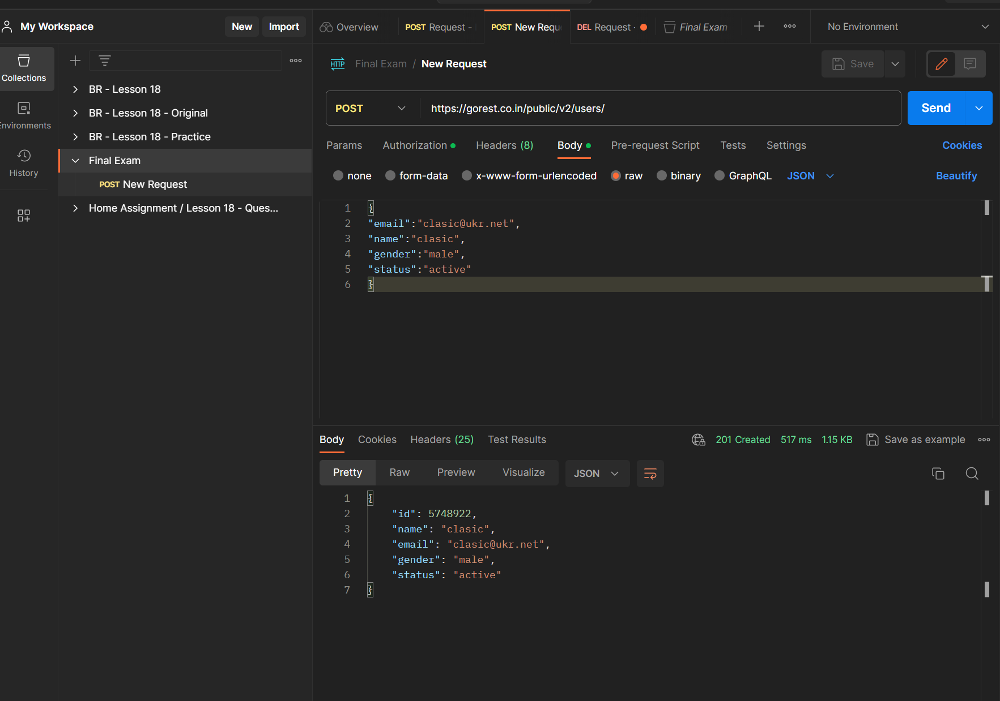 My Workspace
New
Import
Overview
POST Request -
POST New Requ
DEL Request ·
Final Exam
No Environment
Collections
Environments
History
BR - Lesson 18
BR - Lesson 18 - Original
BR - Lesson 18 - Practice
Final Exam
POST New Request
Home Assignment / Lesson 18 - Ques...
HTTP
Final Exam / New Request
Save
POST
https://gorest.co.in/public/v2/users/
Send
Params
Authorization
Headers (8)
Body
Pre-request Script
Tests
Settings
Cookies
none
form-data
x-www-form-urlencoded
raw
binary
GraphQL
JSON
Beautify
1 {
2 "email":"clasic@ukr.net",
3 "name":"clasic",
4 "gender":"male",
5 "status":"active"
6 }
Body
Cookies
Headers (25)
Test Results
201 Created
517 ms
1.15 KB
Save as example
Pretty
Raw
Preview
Visualize
JSON
1 {
2 "id": 5748922,
3 "name": "clasic",
4 "email": "clasic@ukr.net",
5 "gender": "male",
6 "status": "active"
7 }